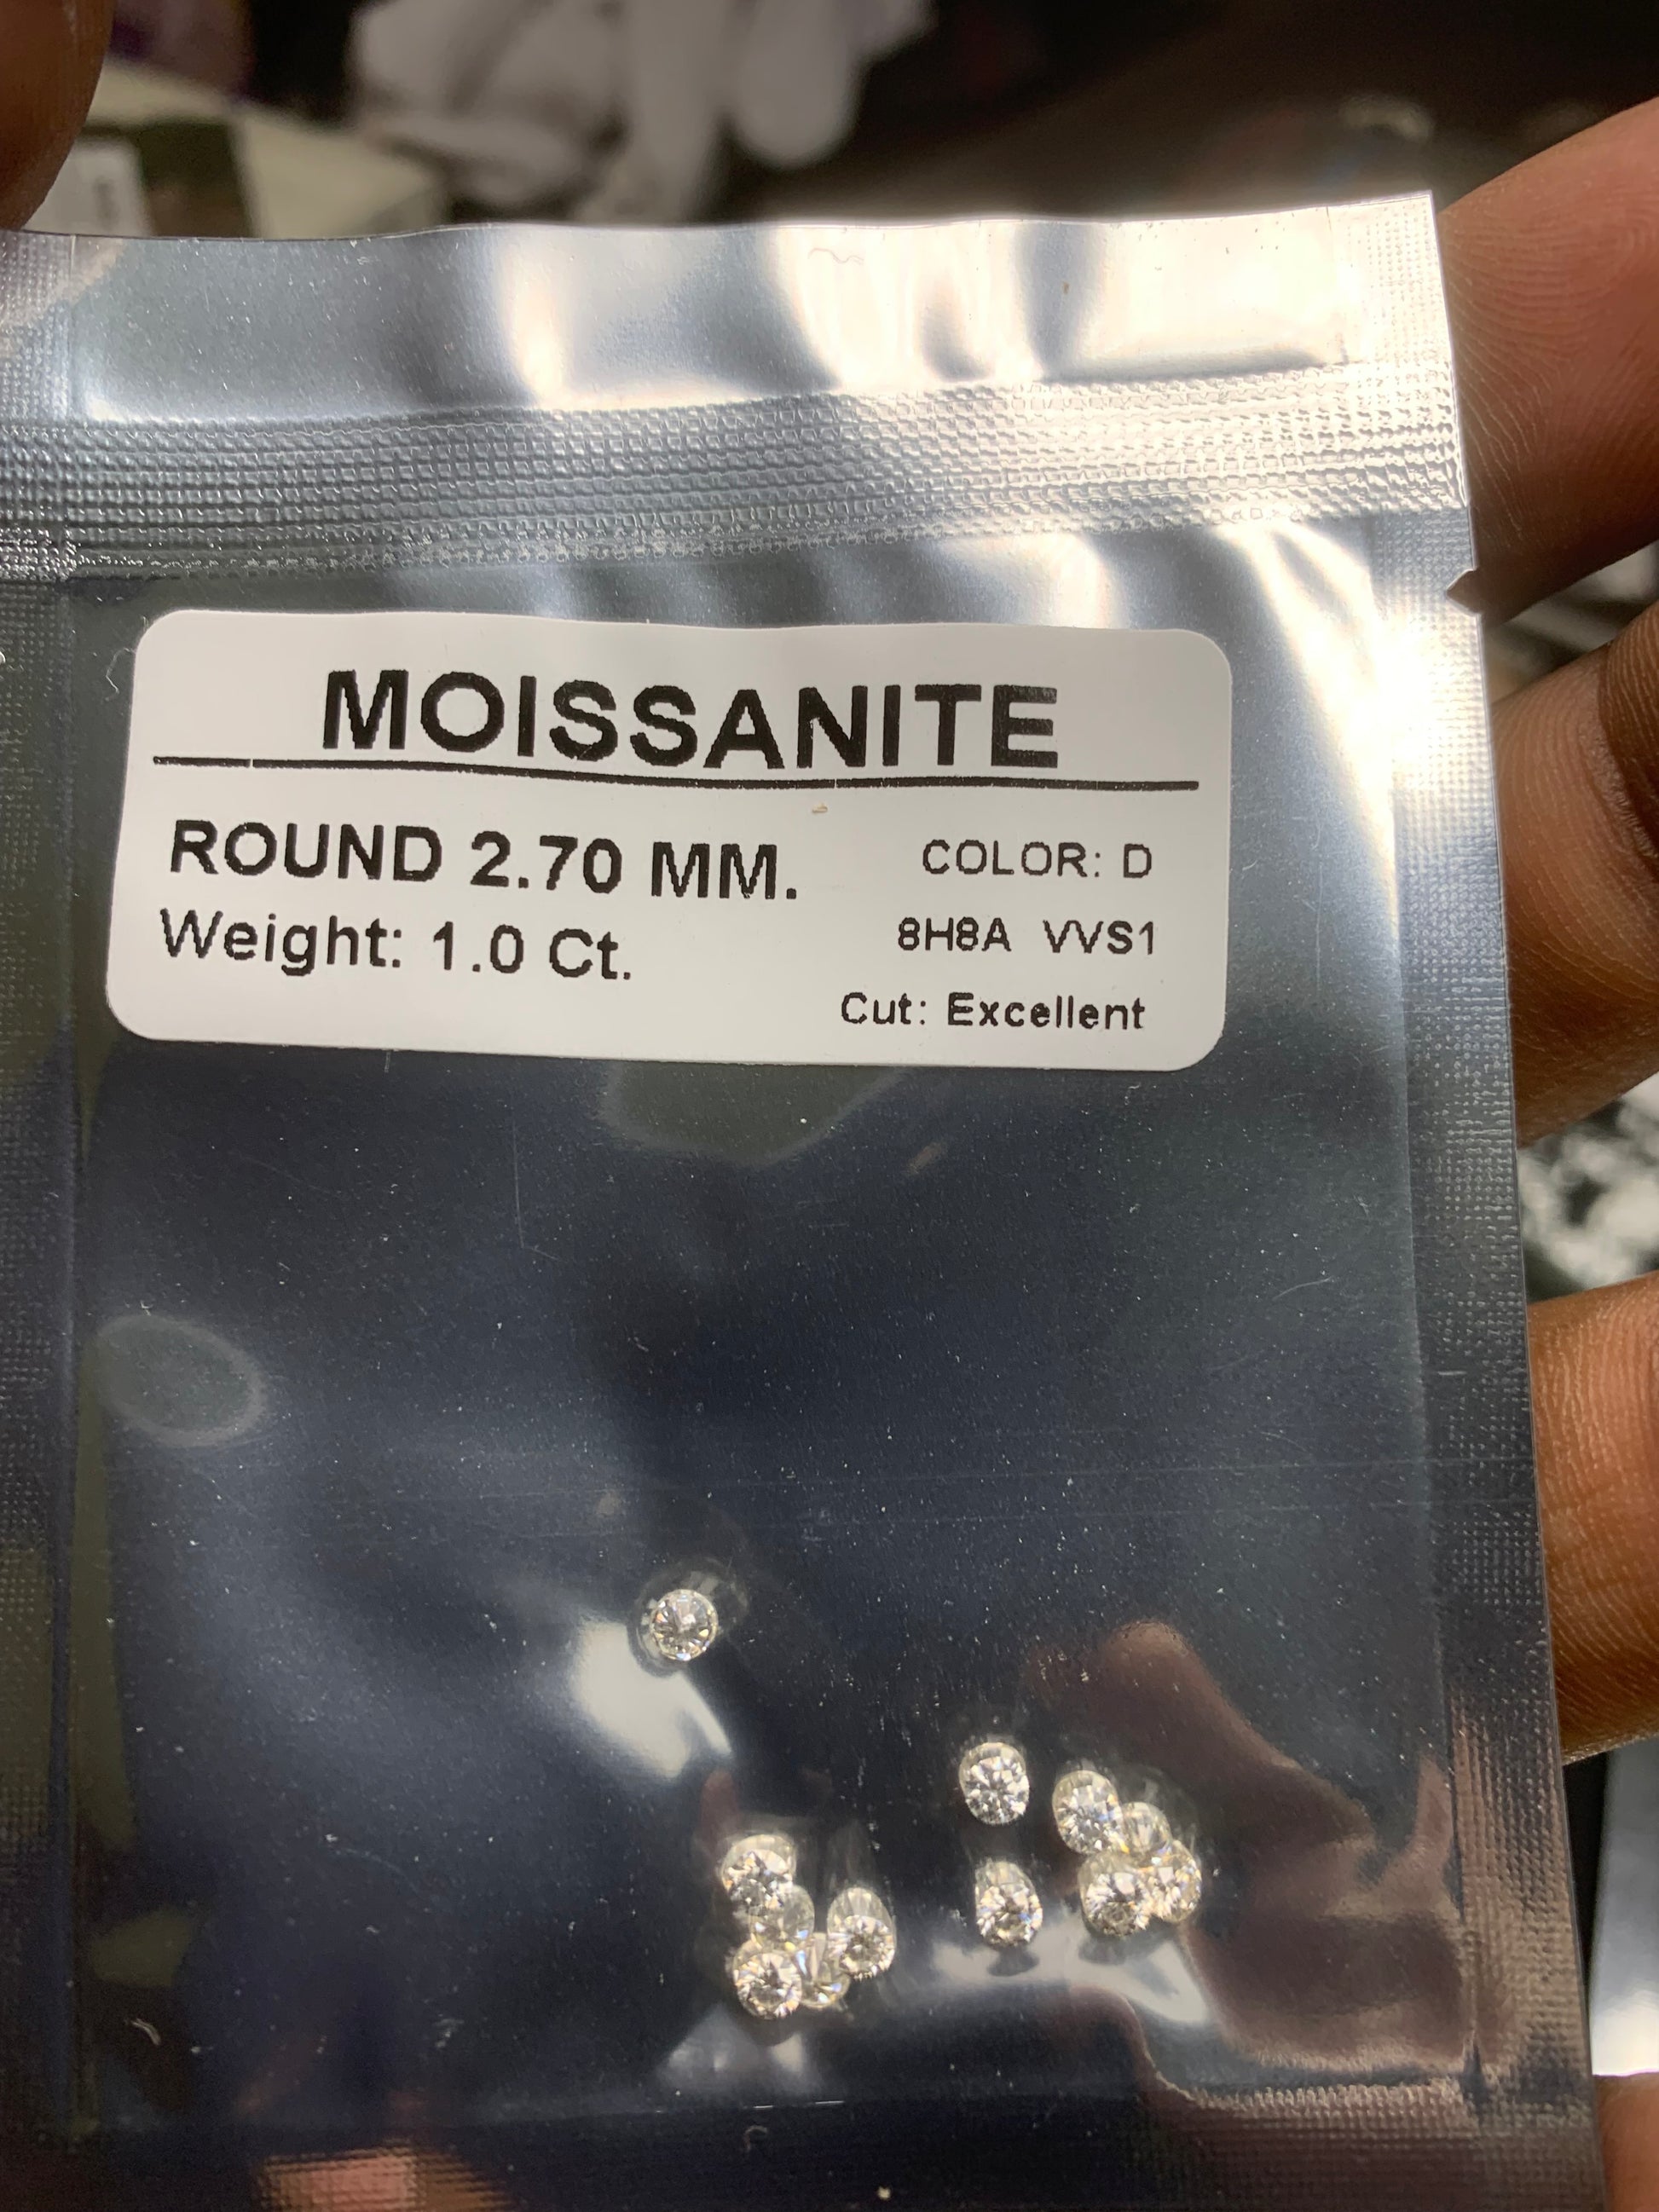 MOISSANITE
ROUND 2.70 MM.
Weight: 1.0 Ct.
COLOR: D
8H8A VVS1
Cut: Excellent